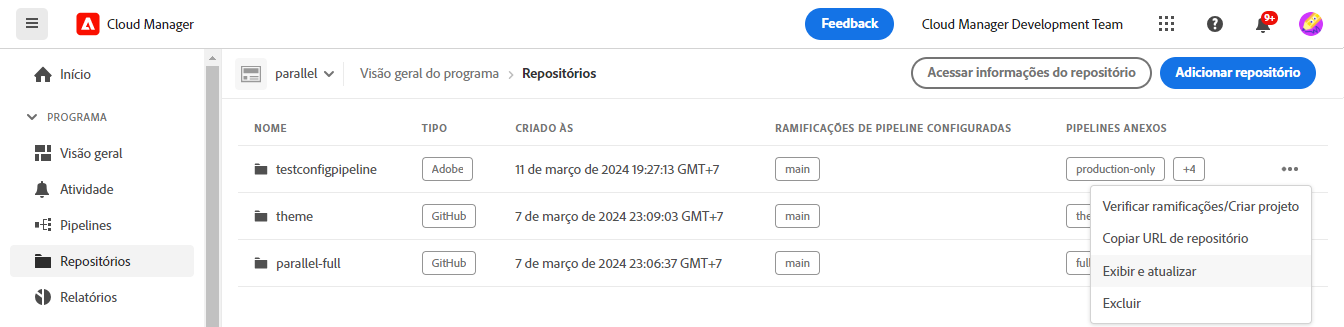 Cloud Manager
Feedback
Cloud Manager Development Team
9+
Início
PROGRAMA
Visão geral
Atividade
Pipelines
Repositórios
Relatórios
parallel
Visão geral do programa
Repositórios
Acessar informações do repositório
Adicionar repositório
NOME TIPO CRIADO ÀS RAMIFICAÇÕES DE PIPELINE CONFIGURADAS PIPELINES ANEXOS
testconfigpipeline Adobe 11 de março de 2024 19:27:13 GMT+7 main production-only +4
theme GitHub 7 de março de 2024 23:09:03 GMT+7 main the
parallel-full GitHub 7 de março de 2024 23:06:37 GMT+7 main full
Verificar ramificações/Criar projeto
Copiar URL de repositório
Exibir e atualizar
Excluir